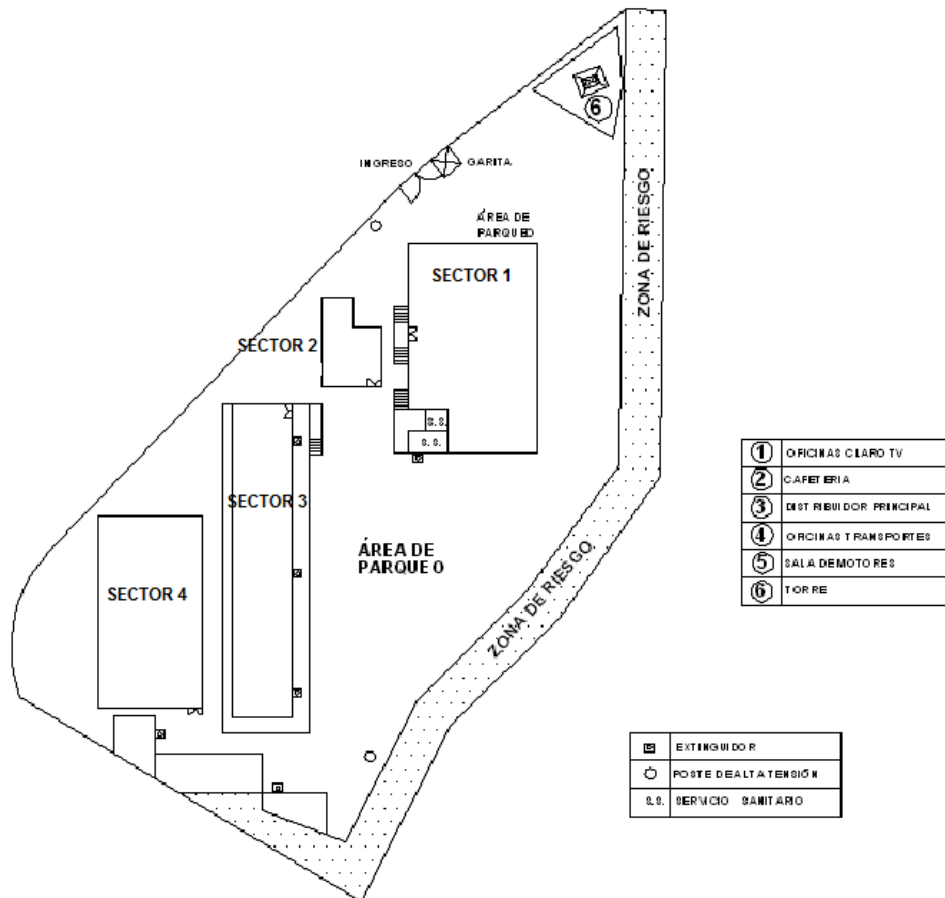 6
INGRESO
GARITA
ÁREA DE
PARQUEO
SECTOR 1
ZONA DE RIESGO
SECTOR 2
S. S.
S. S.
SECTOR 3
ÁREA DE
PARQUE O
SECTOR 4
ZONA DE RIESGO
1 OFICINAS CLARO TV
2 CAFETERIA
3 DISTRIBUIDOR PRINCIPAL
4 OFICINAS TRANSPORTES
5 SALA DE MOTORES
6 TORRE
EXTINGUIDOR
POSTE DE ALTA TENSIÓN
S.S. SERVICIO SANITARIO